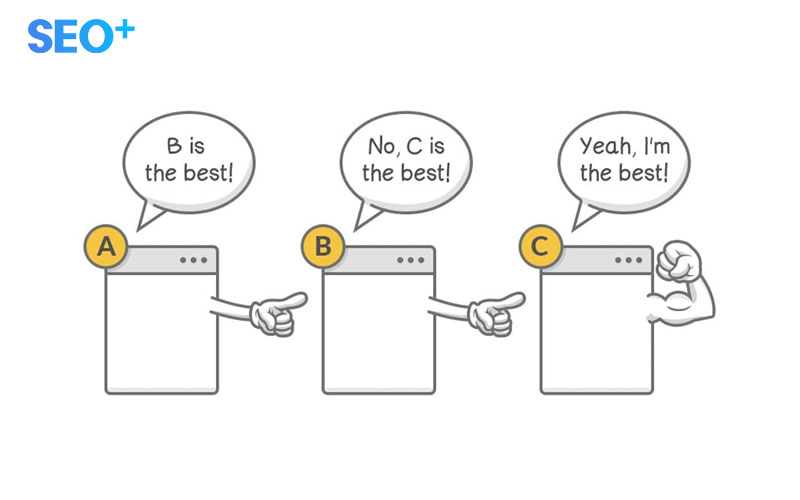 SEO+
B is
the best!
No, C is
the best!
Yeah, I'm
the best!
A
B
C